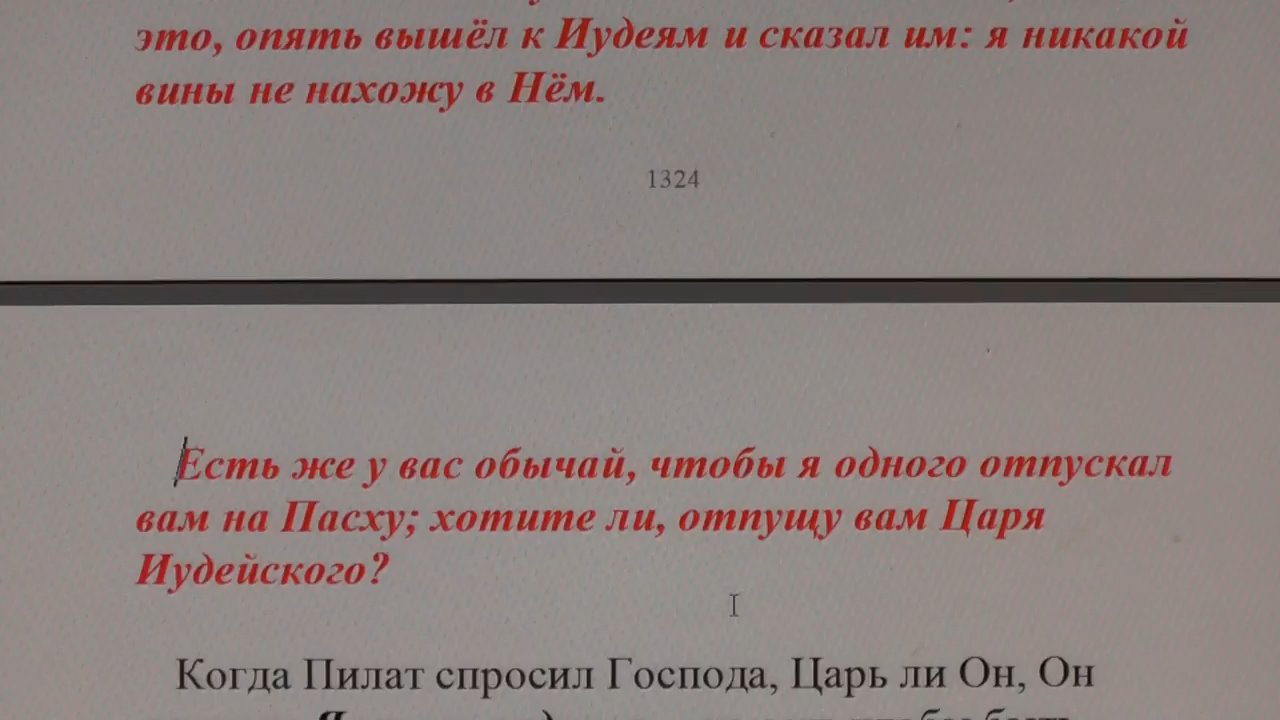 это, опять вышёл к Иудеям и сказал им: я никакой
вины не нахожу в Нём.
1324
Есть же у вас обычай, чтобы я одного отпускал
вам на Пасху; хотите ли, отпущу вам Царя
Иудейского?
Когда Пилат спросил Господа, Царь ли Он, Он